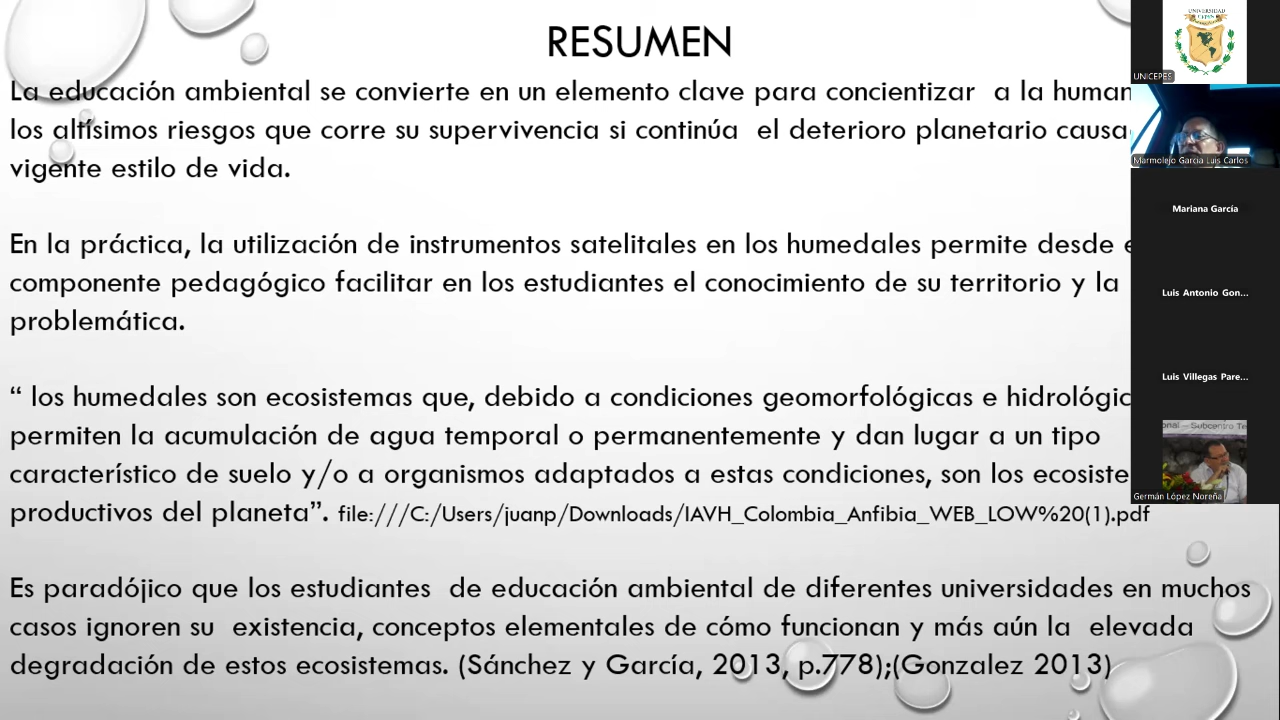 RESUMEN
La educación ambiental se convierte en un elemento clave para concientizar a la human
los altísimos riesgos que corre su supervivencia si continúa el deterioro planetario causa
vigente estilo de vida.
En la práctica, la utilización de instrumentos satelitales en los humedales permite desde e
componente pedagógico facilitar en los estudiantes el conocimiento de su territorio y la
problemática.
“ los humedales son ecosistemas que, debido a condiciones geomorfológicas e hidrológic
permiten la acumulación de agua temporal o permanentemente y dan lugar a un tipo
característico de suelo y/o a organismos adaptados a estas condiciones, son los ecosiste
productivos del planeta”. file:///C:/Users/juanp/Downloads/IAVH_Colombia_Anfibia_WEB_LOW%20(1).pdf
Es paradójico que los estudiantes de educación ambiental de diferentes universidades en muchos
casos ignoren su existencia, conceptos elementales de cómo funcionan y más aún la elevada
degradación de estos ecosistemas. (Sánchez y García, 2013, p.778);(Gonzalez 2013)
UNIVERSIDAD
UNICEPES
Marmolejo Garcia Luis Carlos
Mariana García
Luis Antonio Gon...
Luis Villegas Pare...
onal – Subcentro Te
Germán López Noreña